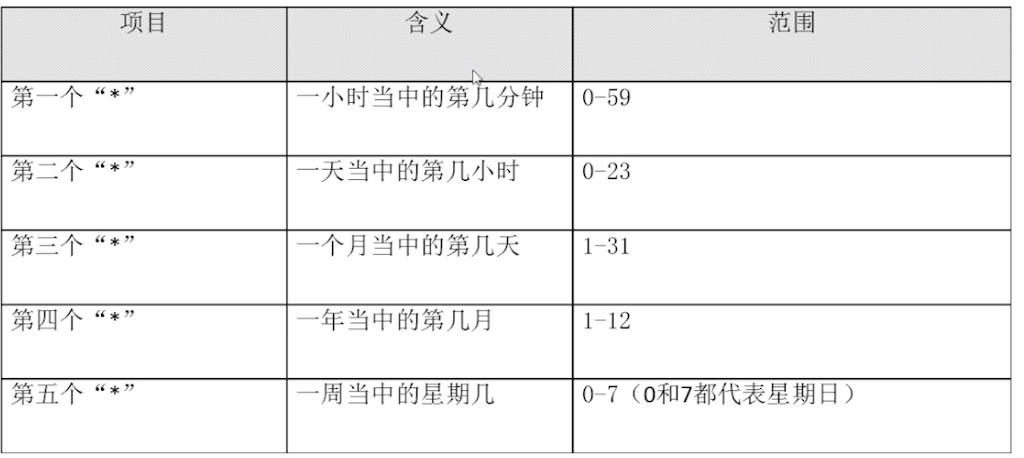 项目 含义 范围
第一个“*” 一小时当中的第几分钟 0-59
第二个“*” 一天当中的第几小时 0-23
第三个“*” 一个月当中的第几天 1-31
第四个“*” 一年当中的第几月 1-12
第五个“*” 一周当中的星期几 0-7（0和7都代表星期日）